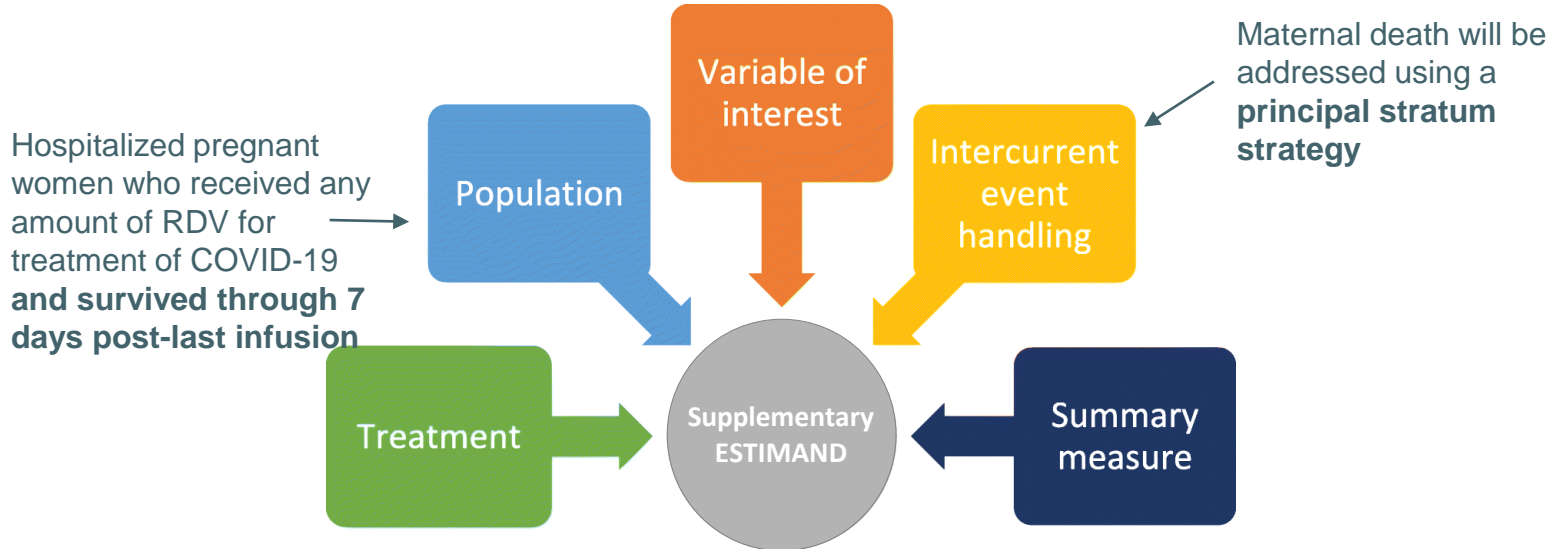 Hospitalized pregnant
women who received any
amount of RDV for
treatment of COVID-19
and survived through 7
days post-last infusion
Population
Variable of
interest
Intercurrent
event
handling
Maternal death will be
addressed using a
principal stratum
strategy
Treatment
Supplementary
ESTIMAND
Summary
measure